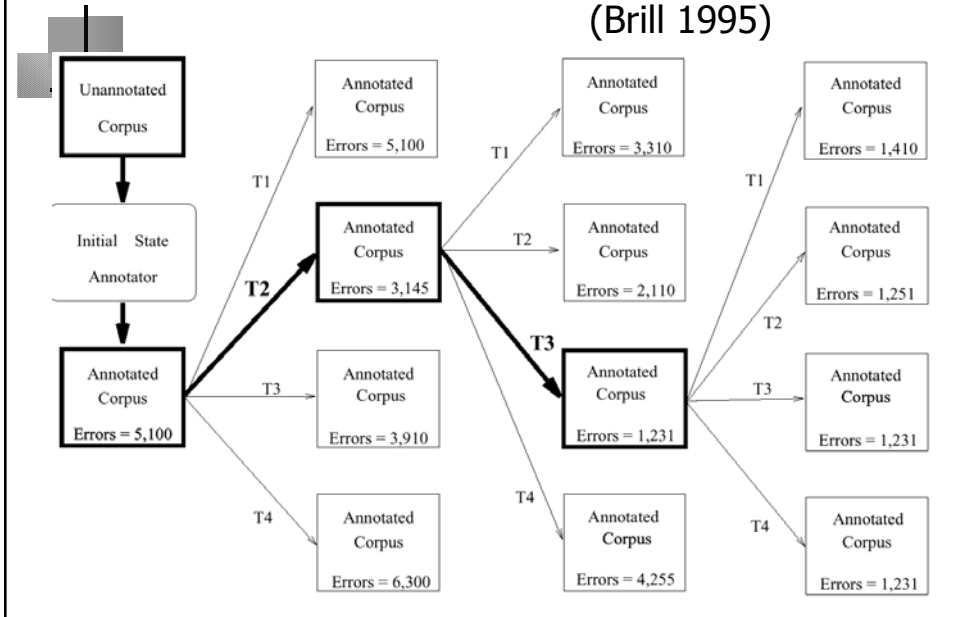 (Brill 1995)
Unannotated
Corpus
Initial State
Annotator
Annotated
Corpus
Errors = 5,100
T1
T2
T3
T4
Annotated
Corpus
Errors = 5,100
Annotated
Corpus
Errors = 3,145
Annotated
Corpus
Errors = 3,910
Annotated
Corpus
Errors = 6,300
T1
T2
T3
T4
Annotated
Corpus
Errors = 3,310
Annotated
Corpus
Errors = 2,110
Annotated
Corpus
Errors = 1,231
Annotated
Corpus
Errors = 4,255
T1
T2
T3
T4
Annotated
Corpus
Errors = 1,410
Annotated
Corpus
Errors = 1,251
Annotated
Corpus
Errors = 1,231
Annotated
Corpus
Errors = 1,231